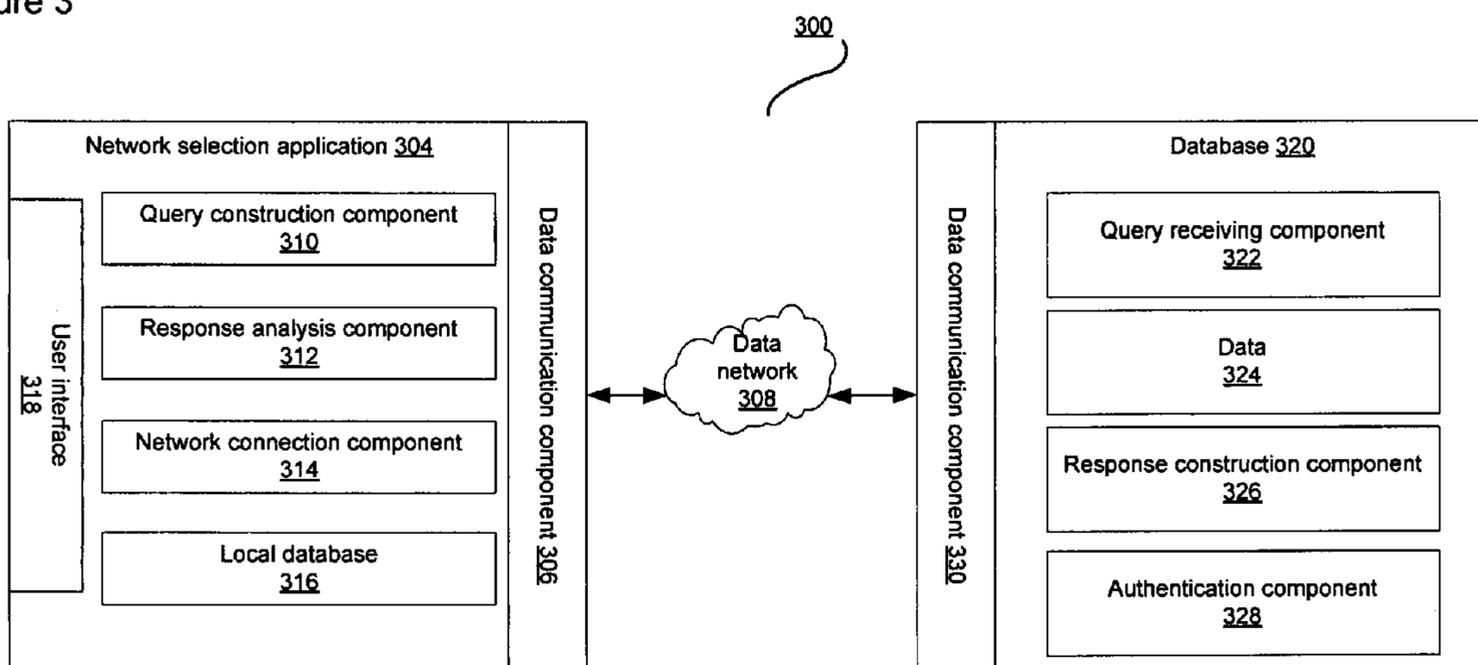 ure 3
300
Network selection application 304
Query construction component
310
Response analysis component
312
Network connection component
314
Local database
316
User interface
318
Data communication component 306
Data
network
308
Data communication component 330
Database 320
Query receiving component
322
Data
324
Response construction component
326
Authentication component
328